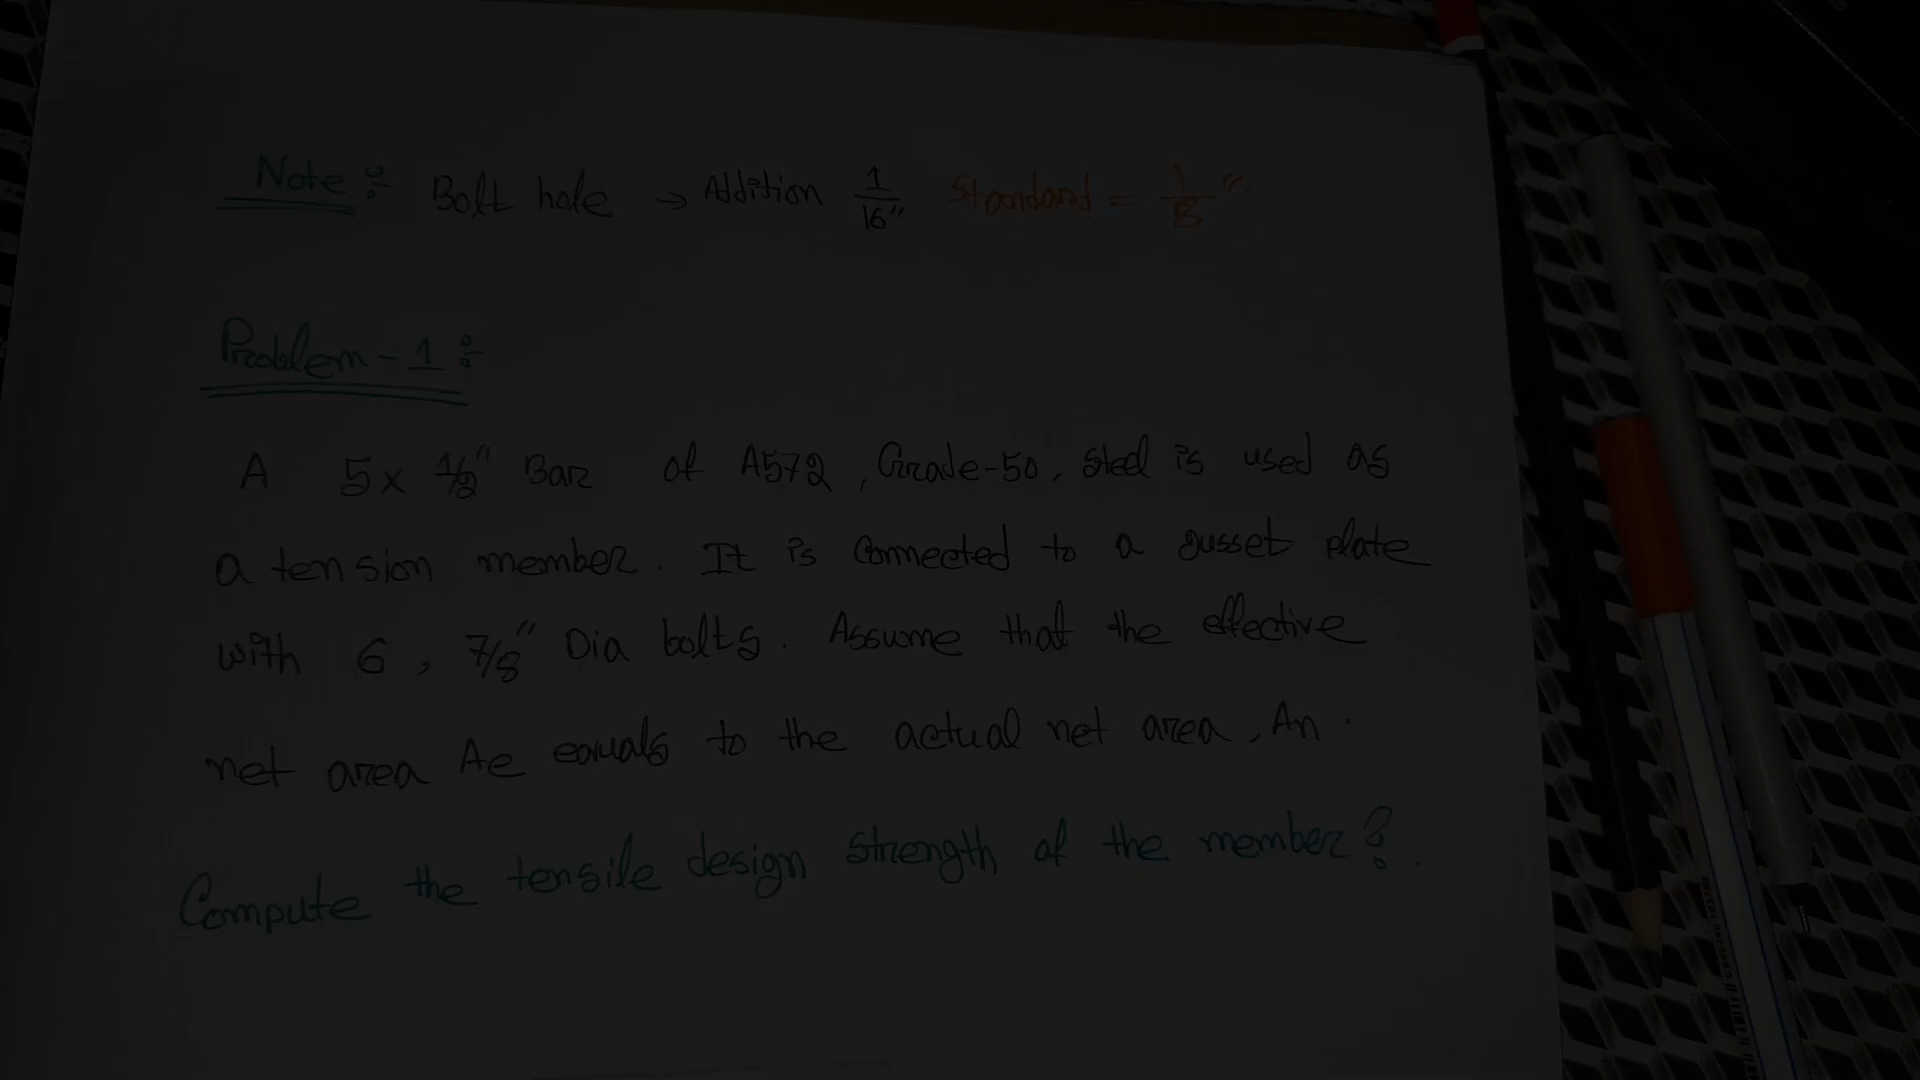 Note : Bolt hole → Addition 1/16" Standard = 1/8".
Problem - 1 :
A 5 x 1/2" Bar of A572, Grade-50, steel is used as
a tension member. It is connected to a gusset plate
with 6, 7/8" Dia bolts. Assume that the effective
net area Ae equals to the actual net area, An.
Compute the tensile design strength of the member?.